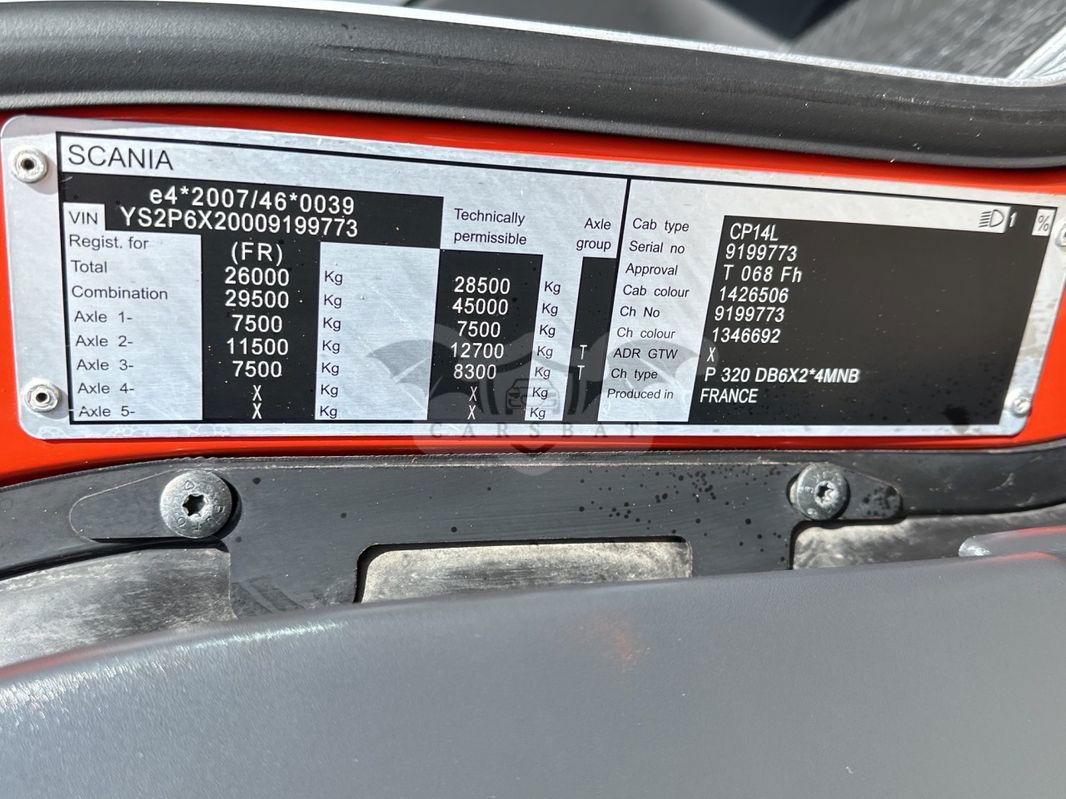 SCANIA
e4*2007/46*0039
VIN YS2P6X20009199773
Regist. for (FR) Technically permissible Axle group
Total 26000 Kg 28500 Kg
Combination 29500 Kg 45000 Kg
Axle 1- 7500 Kg 7500 Kg
Axle 2- 11500 Kg 12700 Kg T
Axle 3- 7500 Kg 8300 Kg T
Axle 4- X Kg X Kg
Axle 5- X Kg X Kg
1 %
Cab type CP14L
Serial no 9199773
Approval T 068 Fh
Cab colour 1426506
Ch No 9199773
Ch colour 1346692
ADR GTW X
Ch type P 320 DB6X2*4MNB
Produced in FRANCE
CARSBAT